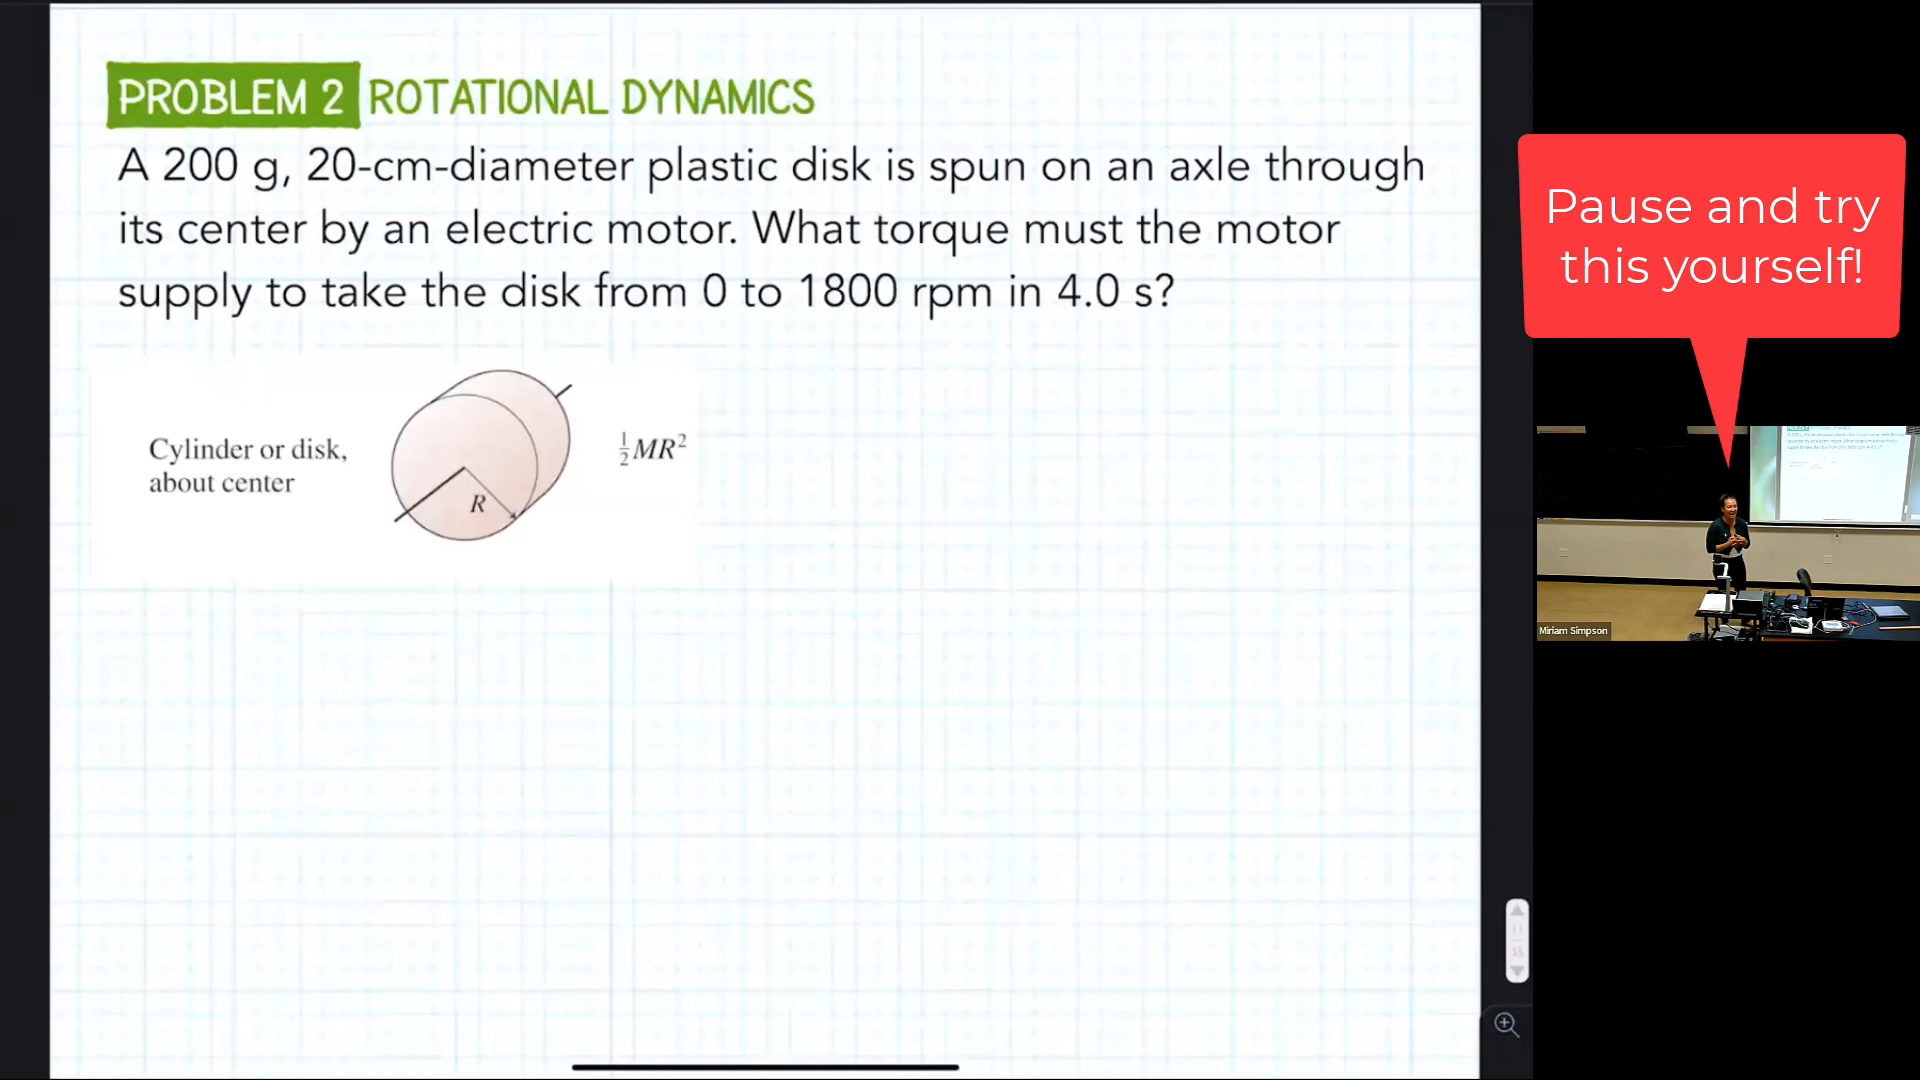 PROBLEM 2 ROTATIONAL DYNAMICS
A 200 g, 20-cm-diameter plastic disk is spun on an axle through
its center by an electric motor. What torque must the motor
supply to take the disk from 0 to 1800 rpm in 4.0 s?
Cylinder or disk,
about center
R
½MR²
Pause and try
this yourself!
Miriam Simpson